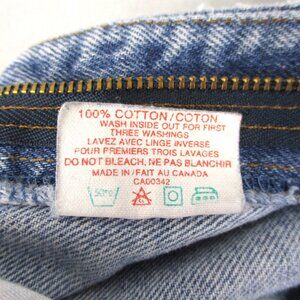 100% COTTON/COTON
WASH INSIDE OUT FOR FIRST
THREE WASHINGS
LAVEZ AVEC LINGE INVERSÉ
POUR PREMIERS TROIS LAVAGES
DO NOT BLEACH, NE PAS BLANCHIR
MADE IN/FAIT AU CANADA
CA00342
50°C